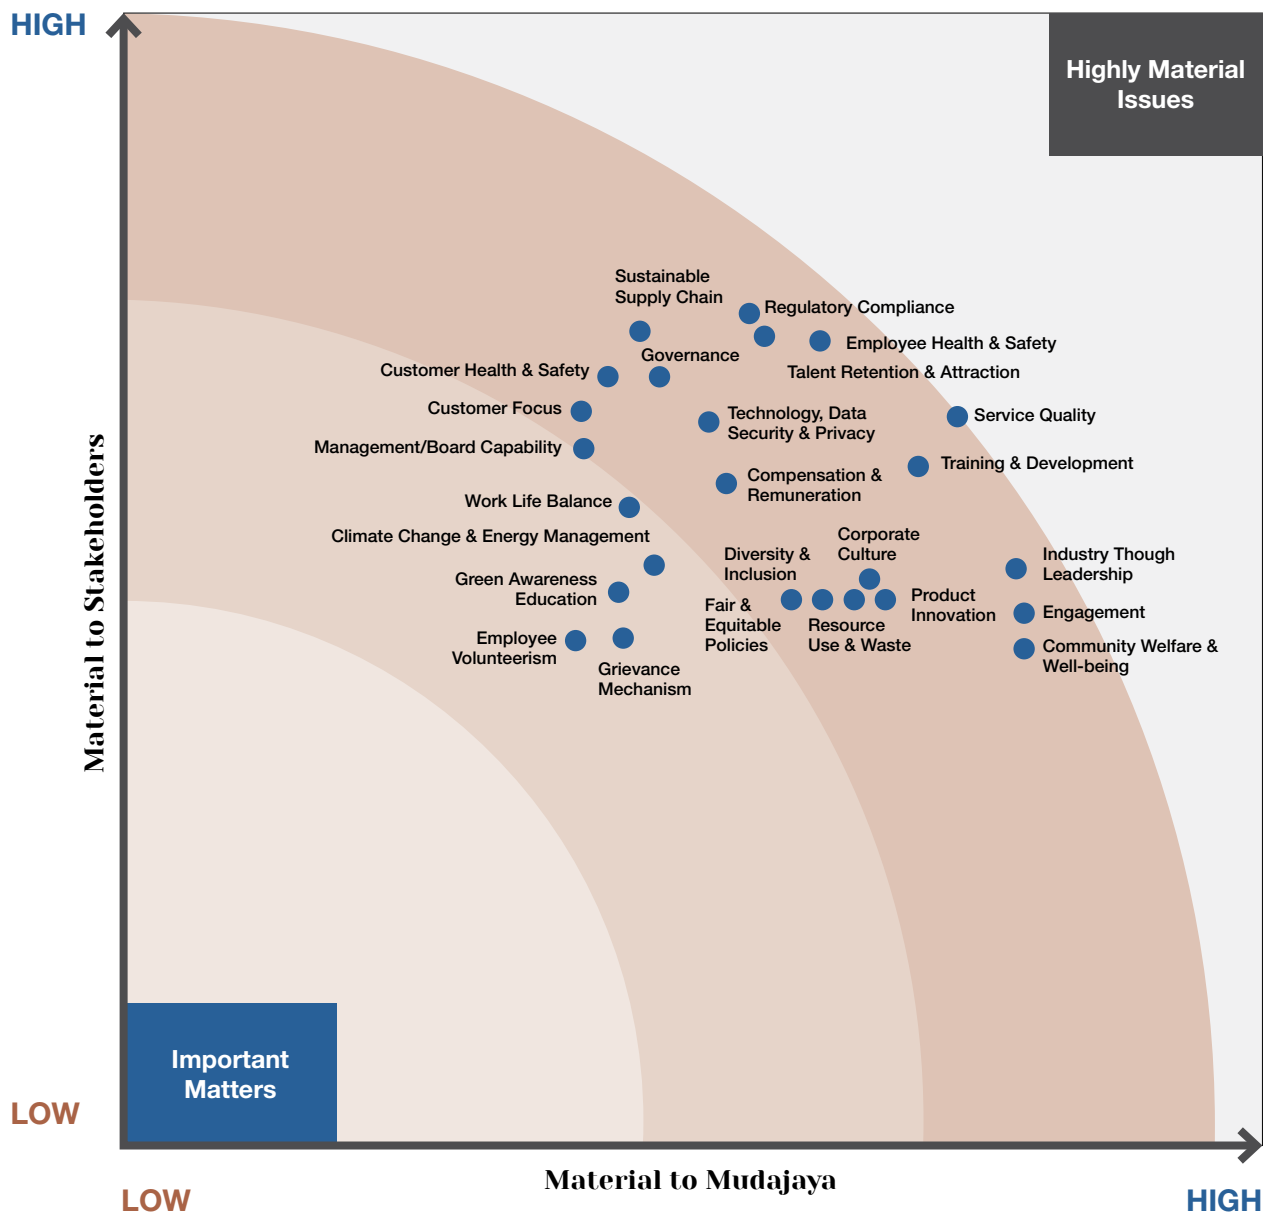 HIGH
Highly Material
Issues
Sustainable
Supply Chain
Regulatory Compliance
Employee Health & Safety
Governance
Customer Health & Safety
Talent Retention & Attraction
Customer Focus
Technology, Data
Security & Privacy
Service Quality
Management/Board Capability
Training & Development
Compensation &
Remuneration
Work Life Balance
Climate Change & Energy Management
Corporate
Culture
Diversity &
Inclusion
Industry Though
Leadership
Green Awareness
Education
Fair &
Equitable
Policies
Product
Innovation
Engagement
Resource
Use & Waste
Employee
Volunteerism
Community Welfare &
Well-being
Grievance
Mechanism
Material to Stakeholders
Important
Matters
LOW
Material to Mudajaya
LOW
HIGH